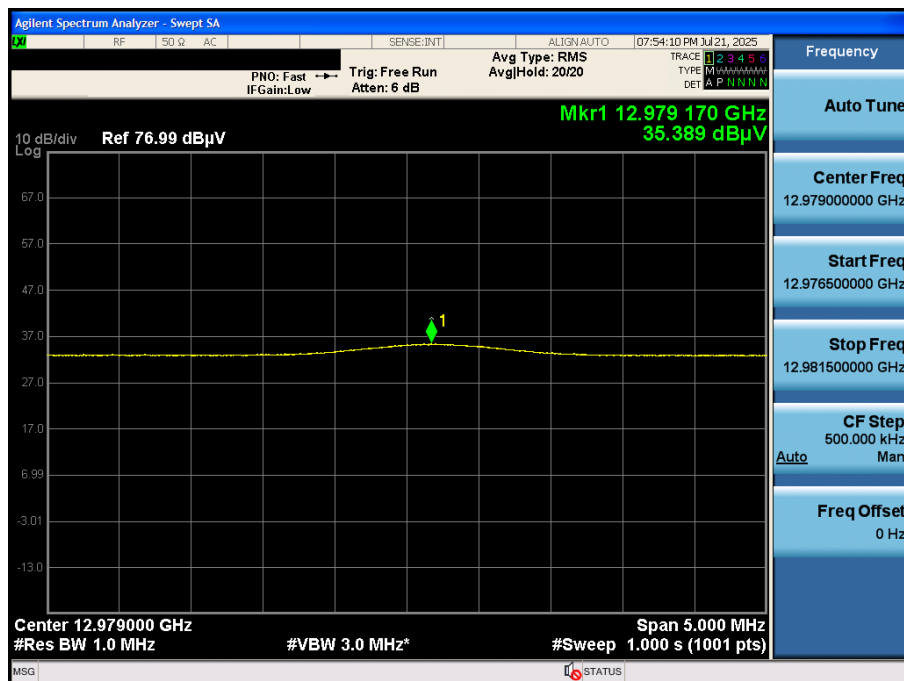 Agilent Spectrum Analyzer - Swept SA
LXI RF 50 Ω AC SENSE:INT ALIGN AUTO 07:54:10 PM Jul 21, 2025
PNO: Fast
IFGain:Low
Trig: Free Run
Atten: 6 dB
Avg Type: RMS
Avg|Hold: 20/20
TRACE 1 2 3 4 5 6
TYPE M WWWWW
DET A P N N N N
Mkr1 12.979 170 GHz
35.389 dBµV
10 dB/div Ref 76.99 dBµV
Log
67.0
57.0
47.0
37.0
27.0
17.0
6.99
-3.01
-13.0
1
Center 12.979000 GHz Span 5.000 MHz
#Res BW 1.0 MHz #VBW 3.0 MHz* #Sweep 1.000 s (1001 pts)
MSG STATUS
Frequency
Auto Tune
Center Freq
12.979000000 GHz
Start Freq
12.976500000 GHz
Stop Freq
12.981500000 GHz
CF Step
500.000 kHz
Auto Man
Freq Offset
0 Hz